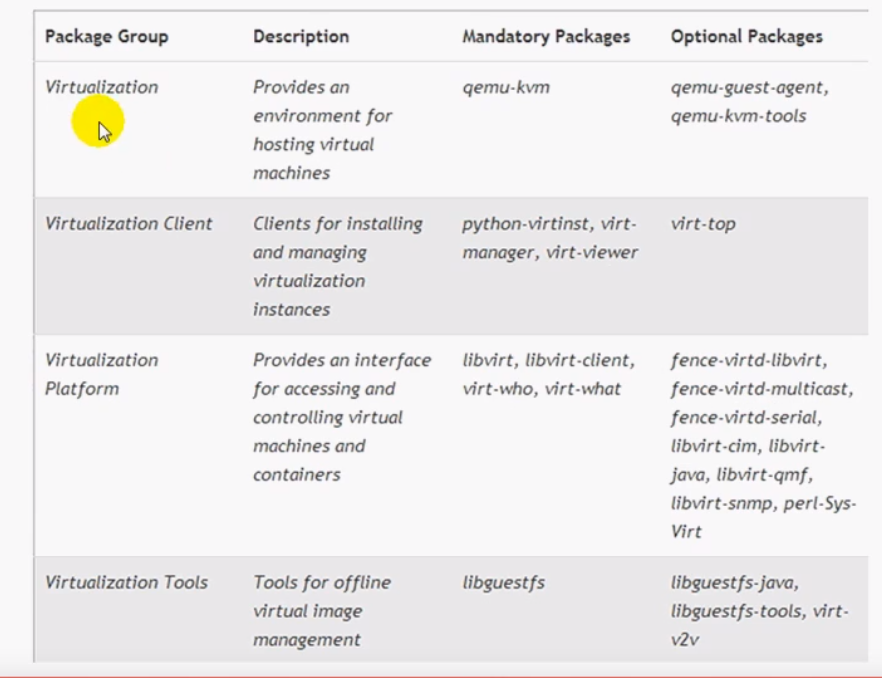 Package Group Description Mandatory Packages Optional Packages
Virtualization Provides an qemu-kvm qemu-guest-agent,
environment for qemu-kvm-tools
hosting virtual
machines
Virtualization Client Clients for installing python-virtinst, virt- virt-top
and managing manager, virt-viewer
virtualization
instances
Virtualization Provides an interface libvirt, libvirt-client, fence-virtd-libvirt,
Platform for accessing and virt-who, virt-what fence-virtd-multicast,
controlling virtual fence-virtd-serial,
machines and libvirt-cim, libvirt-
containers java, libvirt-qmf,
libvirt-snmp, perl-Sys-
Virt
Virtualization Tools Tools for offline libguestfs libguestfs-java,
virtual image libguestfs-tools, virt-
management v2v